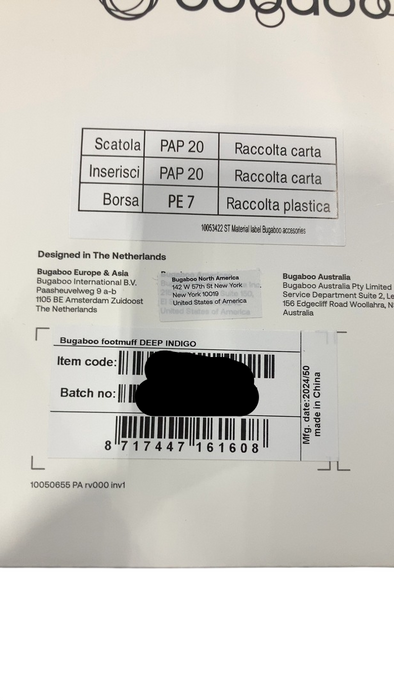 bugaboo
Scatola PAP 20 Raccolta carta
Inserisci PAP 20 Raccolta carta
Borsa PE 7 Raccolta plastica
10053422 ST Material label Bugaboo accesories
Designed in The Netherlands
Bugaboo Europe & Asia
Bugaboo International B.V.
Paasheuvelweg 9 a-b
1105 BE Amsterdam Zuidoost
The Netherlands
Bugaboo North America
142 W 57th St New York
New York 10019
United States of America
Bugaboo Australia
Bugaboo Australia Pty Limited
Service Department Suite 2, Le
156 Edgecliff Road Woollahra, N
Australia
Bugaboo footmuff DEEP INDIGO
Item code:
Batch no:
8 717447 161608
Mfg. date:2024/50
made in China
10050655 PA rv000 inv1